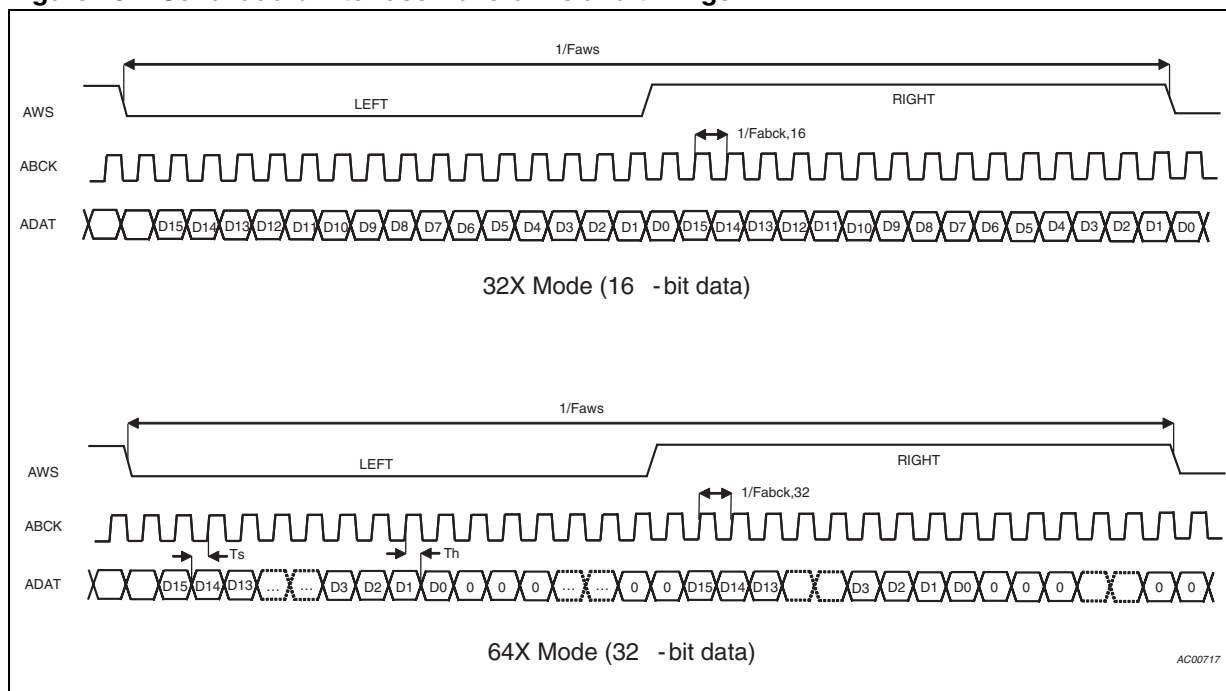 1/Faws
AWS LEFT RIGHT
1/Fabck,16
ABCK
ADAT D15 D14 D13 D12 D11 D10 D9 D8 D7 D6 D5 D4 D3 D2 D1 D0 D15 D14 D13 D12 D11 D10 D9 D8 D7 D6 D5 D4 D3 D2 D1 D0
32X Mode (16 -bit data)
1/Faws
AWS LEFT RIGHT
1/Fabck,32
ABCK
Ts Th
ADAT D15 D14 D13 ... ... D3 D2 D1 D0 0 0 0 ... ... 0 0 D15 D14 D13 D3 D2 D1 D0 0 0 0 0 0
64X Mode (32 -bit data)
AC00717